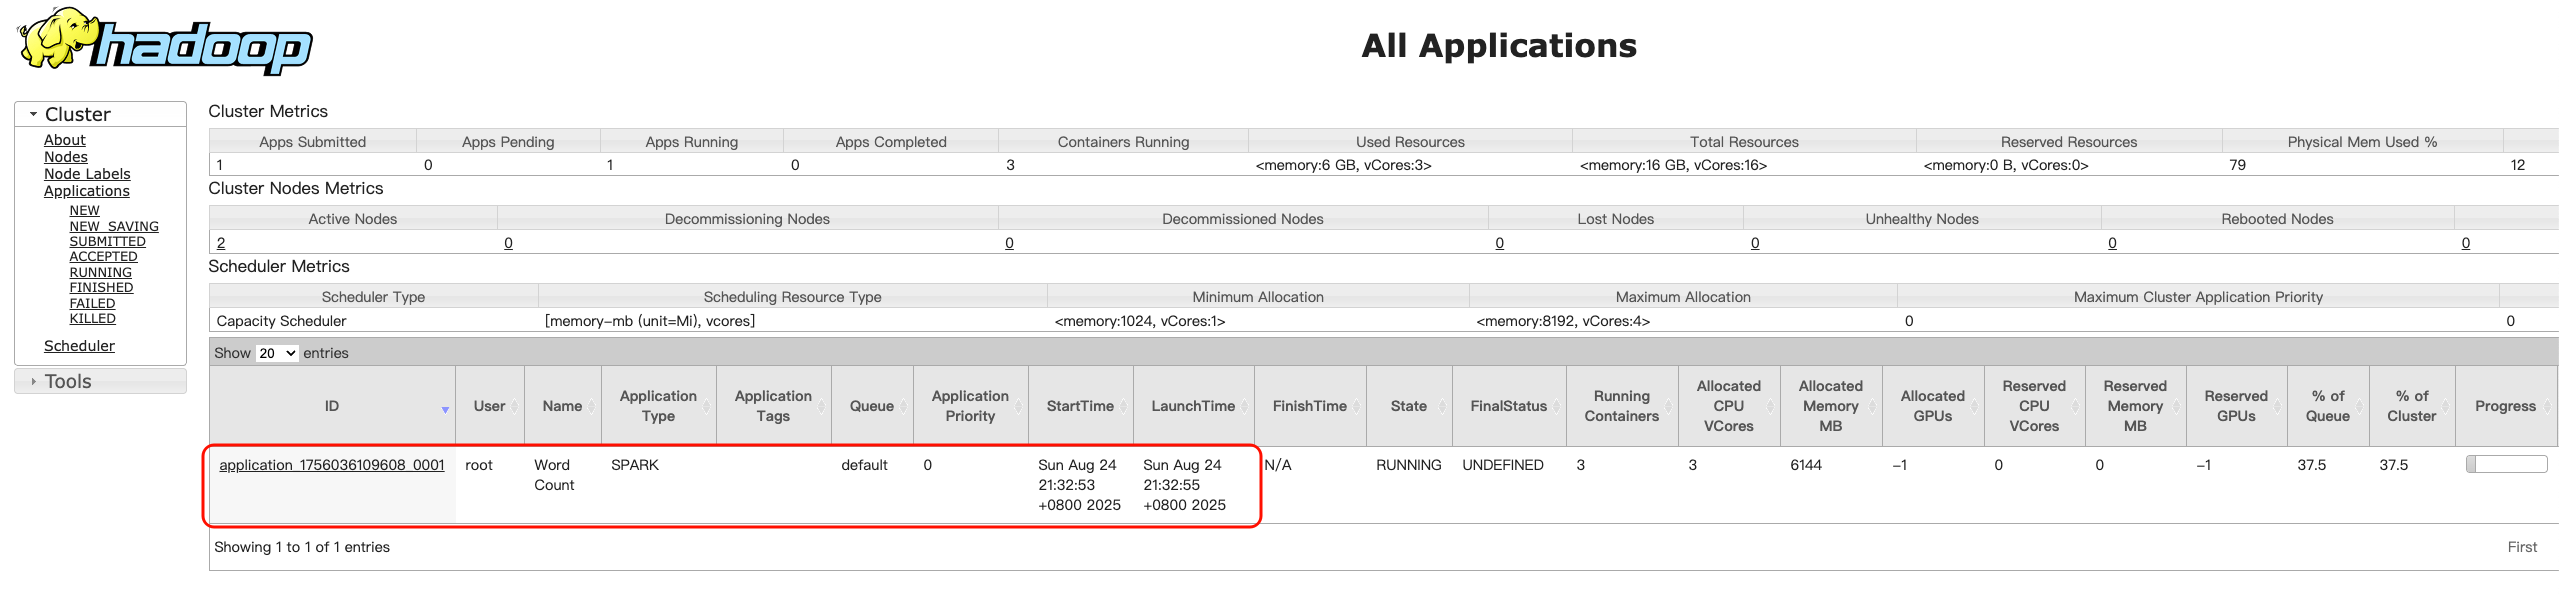 hadoop
All Applications
Cluster
About
Nodes
Node Labels
Applications
NEW
NEW_SAVING
SUBMITTED
ACCEPTED
RUNNING
FINISHED
FAILED
KILLED
Scheduler
Tools
Cluster Metrics
Apps Submitted Apps Pending Apps Running Apps Completed Containers Running Used Resources Total Resources Reserved Resources Physical Mem Used %
1 0 1 0 3 <memory:6 GB, vCores:3> <memory:16 GB, vCores:16> <memory:0 B, vCores:0> 79 12
Cluster Nodes Metrics
Active Nodes Decommissioning Nodes Decommissioned Nodes Lost Nodes Unhealthy Nodes Rebooted Nodes
2 0 0 0 0 0 0
Scheduler Metrics
Scheduler Type Scheduling Resource Type Minimum Allocation Maximum Allocation Maximum Cluster Application Priority
Capacity Scheduler [memory-mb (unit=Mi), vcores] <memory:1024, vCores:1> <memory:8192, vCores:4> 0 0
Show 20 entries
ID User Name Application Type Application Tags Queue Application Priority StartTime LaunchTime FinishTime State FinalStatus Running Containers Allocated CPU VCores Allocated Memory MB Allocated GPUs Reserved CPU VCores Reserved Memory MB Reserved GPUs % of Queue % of Cluster Progress
application_1756036109608_0001 root Word Count SPARK default 0 Sun Aug 24 21:32:53 +0800 2025 Sun Aug 24 21:32:55 +0800 2025 N/A RUNNING UNDEFINED 3 3 6144 -1 0 0 -1 37.5 37.5
Showing 1 to 1 of 1 entries
First